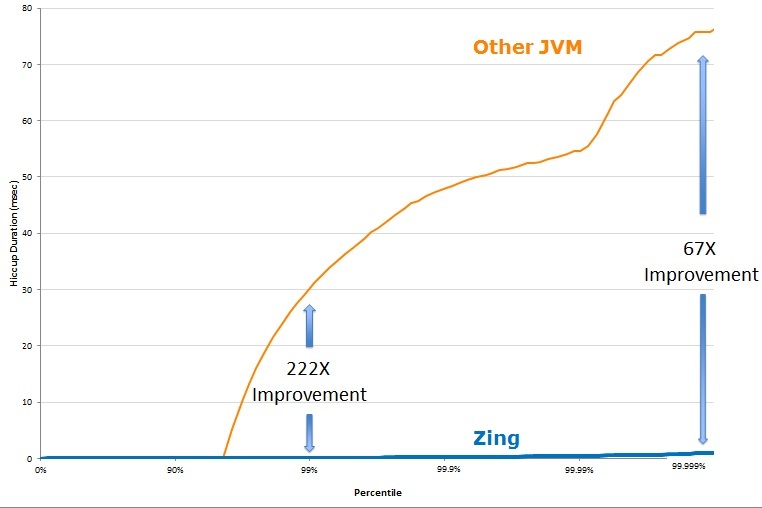 80
Other JVM
70
60
50
Hiccup Duration (msec)
40
67X
Improvement
30
20
222X
Improvement
10
Zing
0
0%
90%
99%
99.9%
99.99%
99.999%
Percentile